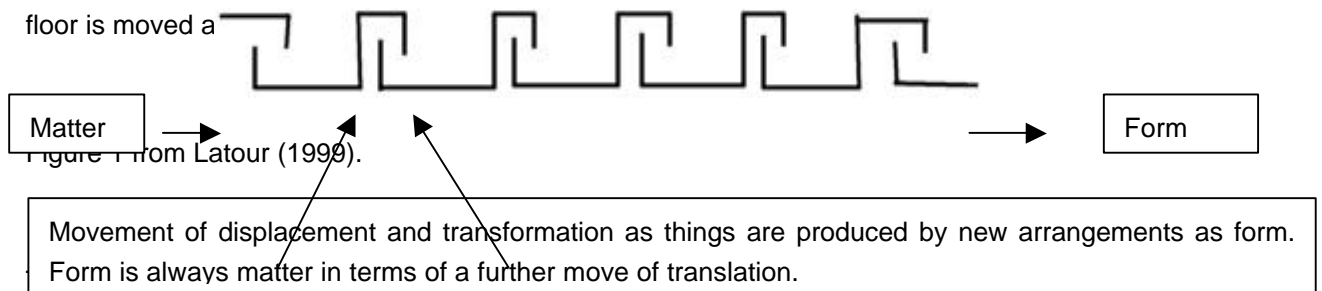 floor is moved a
Matter
Form
Figure 1 from Latour (1999).
Movement of displacement and transformation as things are produced by new arrangements as form.
Form is always matter in terms of a further move of translation.